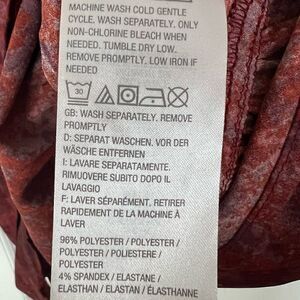 MACHINE WASH COLD GENTLE
CYCLE. WASH SEPARATELY. ONLY
NON-CHLORINE BLEACH WHEN
NEEDED. TUMBLE DRY LOW.
REMOVE PROMPTLY. LOW IRON IF
NEEDED
30
GB: WASH SEPARATELY. REMOVE
PROMPTLY
D: SEPARAT WASCHEN. VOR DER
WÄSCHE ENTFERNEN
I: LAVARE SEPARATAMENTE.
RIMUOVERE SUBITO DOPO IL
LAVAGGIO
F: LAVER SÉPARÉMENT. RETIRER
RAPIDEMENT DE LA MACHINE À
LAVER
96% POLYESTER / POLYESTER /
POLYESTER / POLIESTERE /
POLYESTER
4% SPANDEX / ELASTANE /
ELASTHAN / ELASTAN / ÉLASTHANNE